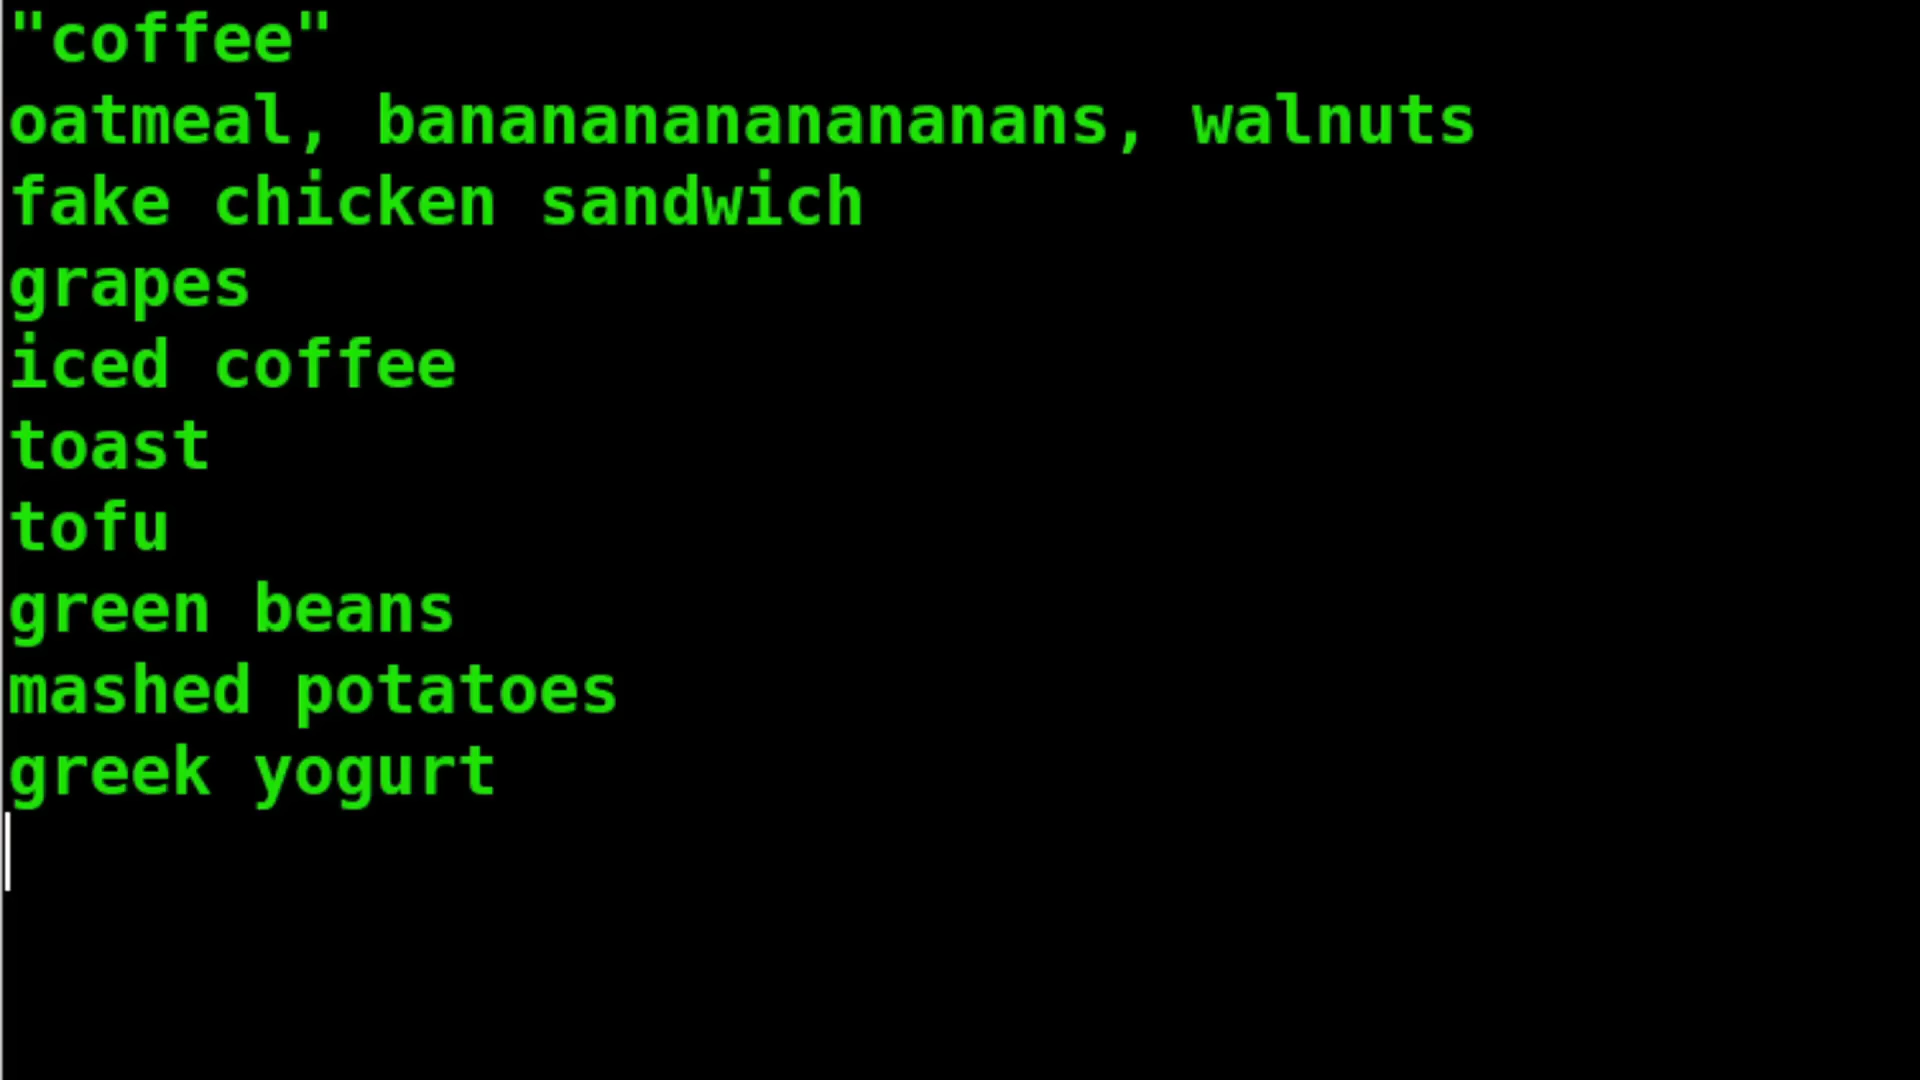 "coffee"
oatmeal, banananananananans, walnuts
fake chicken sandwich
grapes
iced coffee
toast
tofu
green beans
mashed potatoes
greek yogurt